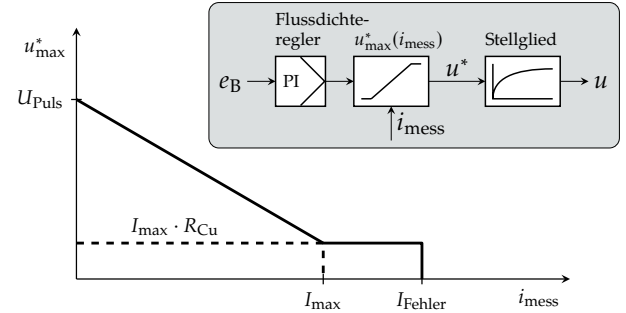 Flussdichte-
regler
u*max(imess)
Stellglied
eB
PI
u*
u
imess
u*max
UPuls
Imax · RCu
Imax
IFehler
imess